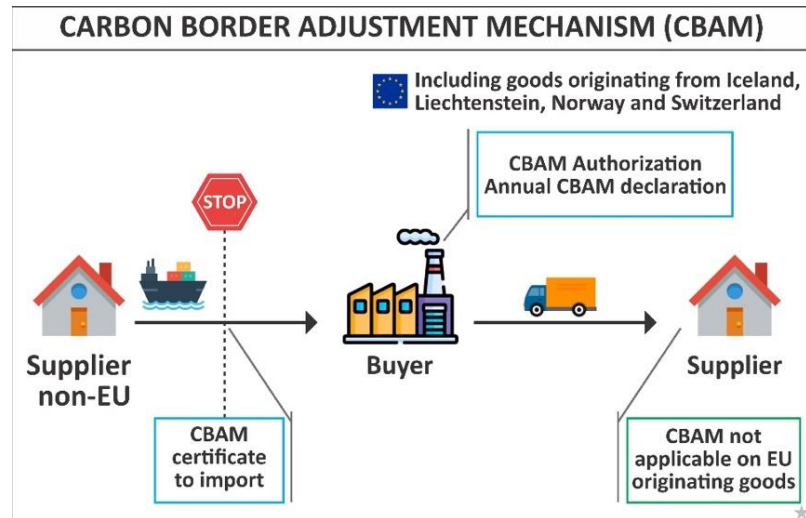 CARBON BORDER ADJUSTMENT MECHANISM (CBAM)
Including goods originating from Iceland,
Liechtenstein, Norway and Switzerland
CBAM Authorization
Annual CBAM declaration
STOP
Supplier
non-EU
Buyer
Supplier
CBAM
certificate
to import
CBAM not
applicable on EU
originating goods